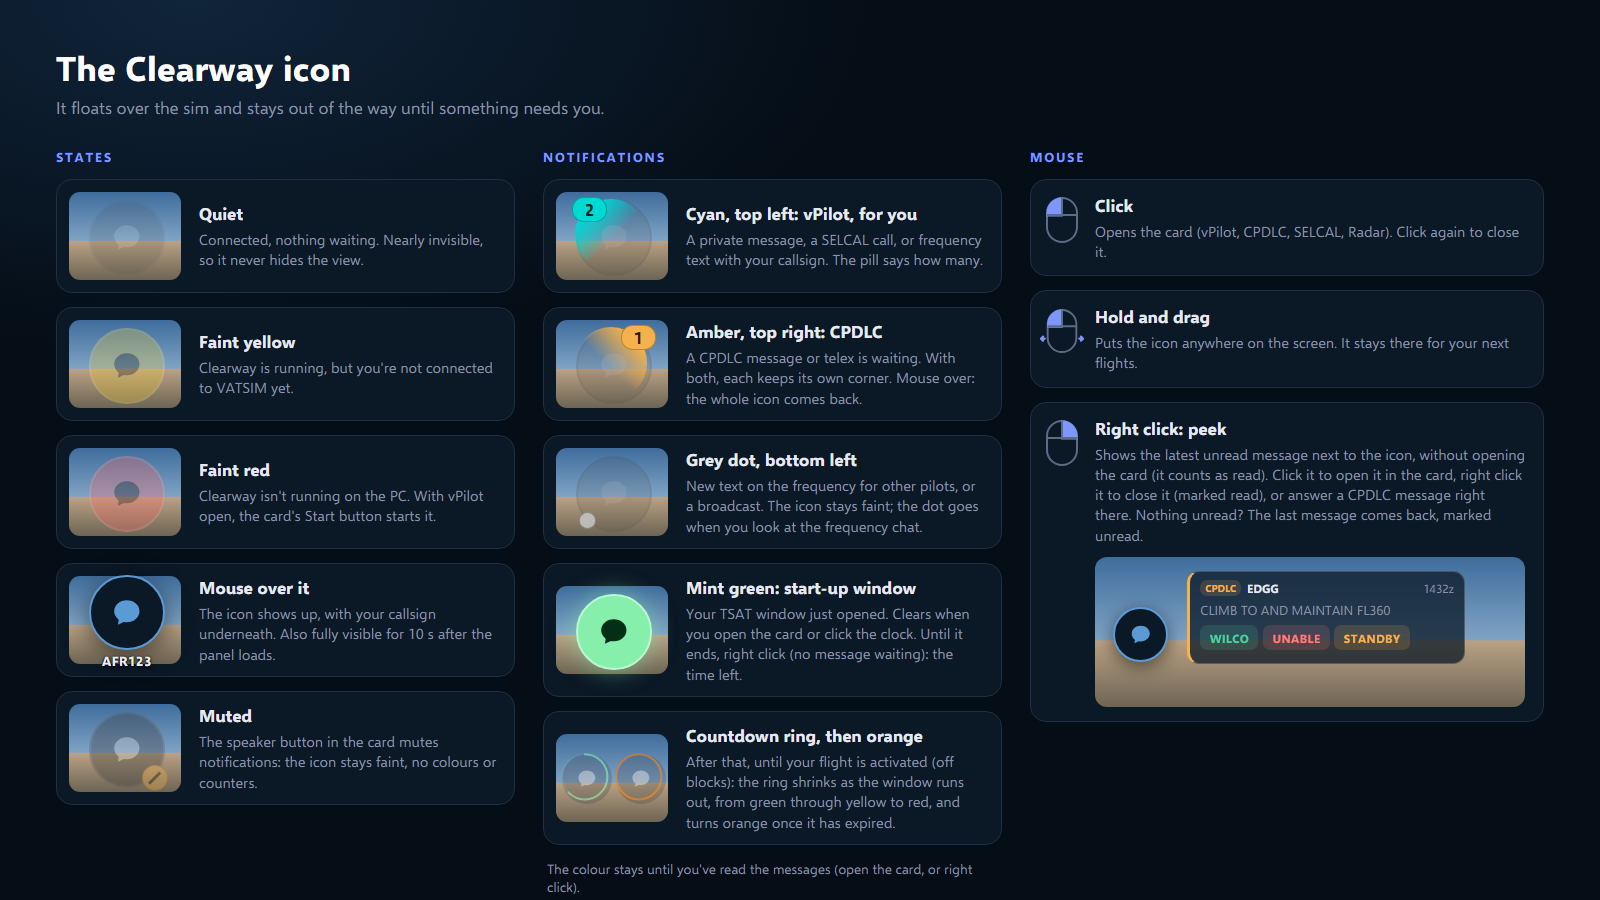 The Clearway icon
It floats over the sim and stays out of the way until something needs you.
STATES
Quiet
Connected, nothing waiting. Nearly invisible,
so it never hides the view.
Faint yellow
Clearway is running, but you're not connected
to VATSIM yet.
Faint red
Clearway isn't running on the PC. With vPilot
open, the card's Start button starts it.
AFR123
Mouse over it
The icon shows up, with your callsign
underneath. Also fully visible for 10 s after the
panel loads.
Muted
The speaker button in the card mutes
notifications: the icon stays faint, no colours or
counters.
NOTIFICATIONS
2
Cyan, top left: vPilot, for you
A private message, a SELCAL call, or frequency
text with your callsign. The pill says how many.
1
Amber, top right: CPDLC
A CPDLC message or telex is waiting. With
both, each keeps its own corner. Mouse over:
the whole icon comes back.
Grey dot, bottom left
New text on the frequency for other pilots, or
a broadcast. The icon stays faint; the dot goes
when you look at the frequency chat.
Mint green: start-up window
Your TSAT window just opened. Clears when
you open the card or click the clock. Until it
ends, right click (no message waiting): the
time left.
Countdown ring, then orange
After that, until your flight is activated (off
blocks): the ring shrinks as the window runs
out, from green through yellow to red, and
turns orange once it has expired.
The colour stays until you've read the messages (open the card, or right
click).
MOUSE
Click
Opens the card (vPilot, CPDLC, SELCAL, Radar). Click again to close
it.
Hold and drag
Puts the icon anywhere on the screen. It stays there for your next
flights.
Right click: peek
Shows the latest unread message next to the icon, without opening
the card (it counts as read). Click it to open it in the card, right click
it to close it (marked read), or answer a CPDLC message right
there. Nothing unread? The last message comes back, marked
unread.
CPDLC EDGG 1432z
CLIMB TO AND MAINTAIN FL360
WILCO UNABLE STANDBY